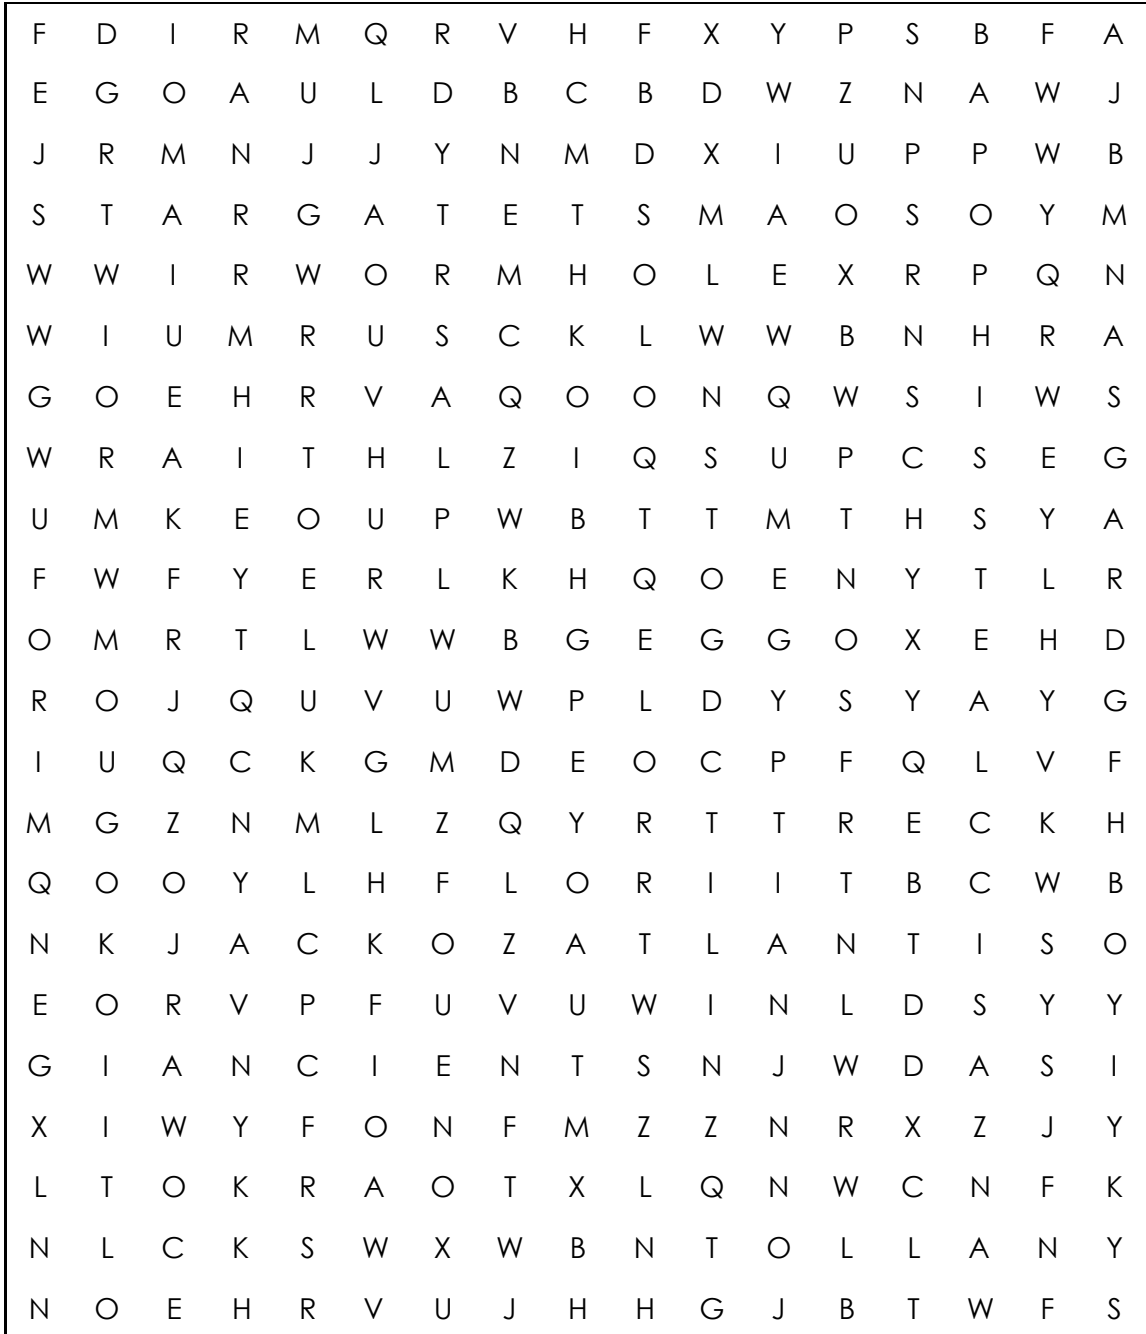 F D I R M Q R V H F X Y P S B F A
E G O A U L D B C B D W Z N A W J
J R M N J J Y N M D X I U P P W B
S T A R G A T E T S M A O S O Y M
W W I R W O R M H O L E X R P Q N
W I U M R U S C K L W W B N H R A
G O E H R V A Q O O N Q W S I W S
W R A I T H L Z I Q S U P C S E G
U M K E O U P W B T T M T H S Y A
F W F Y E R L K H Q O E N Y T L R
O M R T L W W B G E G G O X E H D
R O J Q U V U W P L D Y S Y A Y G
I U Q C K G M D E O C P F Q L V F
M G Z N M L Z Q Y R T T R E C K H
Q O O Y L H F L O R I I T B C W B
N K J A C K O Z A T L A N T I S O
E O R V P F U V U W I N L D S Y Y
G I A N C I E N T S N J W D A S I
X I W Y F O N F M Z Z N R X Z J Y
L T O K R A O T X L Q N W C N F K
N L C K S W X W B N T O L L A N Y
N O E H R V U J H H G J B T W F S